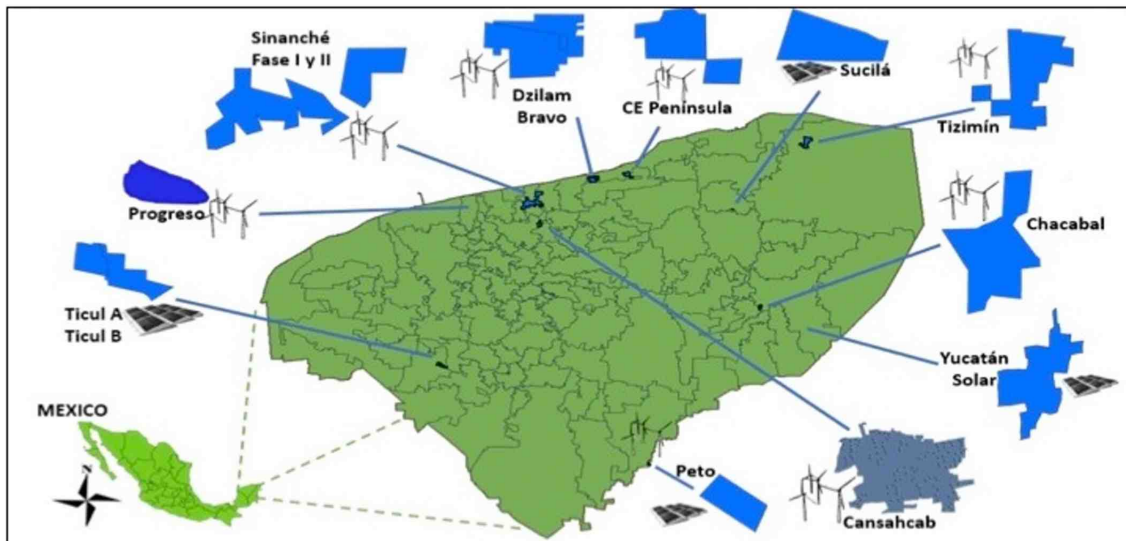 Sinanché
Fase I y II
Dzilam
Bravo
CE Península
Sucilá
Tizimín
Progreso
Chacabal
Ticul A
Ticul B
Yucatán
Solar
MEXICO
N
Peto
Cansahcab